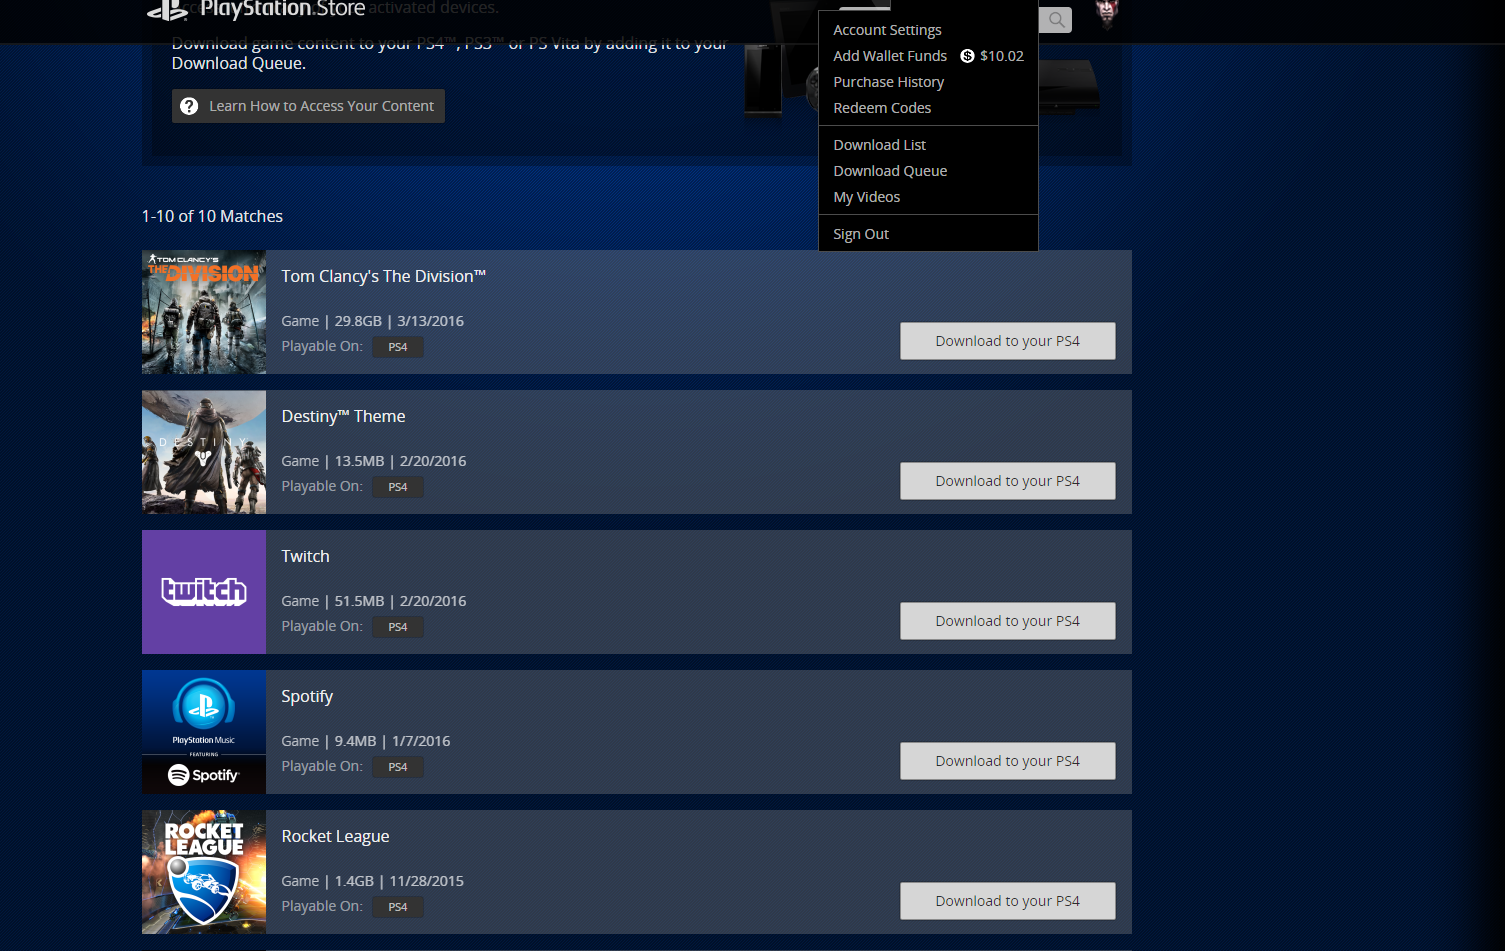 PlayStation Store
activated devices.
Download game content to your PS4™, PS3™ or PS Vita by adding it to your
Download Queue.
? Learn How to Access Your Content
Account Settings
Add Wallet Funds $ $10.02
Purchase History
Redeem Codes
Download List
Download Queue
My Videos
Sign Out
1-10 of 10 Matches
TOM CLANCY'S
THE DIVISION
Tom Clancy's The Division™
Game | 29.8GB | 3/13/2016
Playable On: PS4
Download to your PS4
DESTINY
Destiny™ Theme
Game | 13.5MB | 2/20/2016
Playable On: PS4
Download to your PS4
twitch
Twitch
Game | 51.5MB | 2/20/2016
Playable On: PS4
Download to your PS4
PlayStation Music
FEATURING
Spotify
Spotify
Game | 9.4MB | 1/7/2016
Playable On: PS4
Download to your PS4
ROCKET
LEAGUE
Rocket League
Game | 1.4GB | 11/28/2015
Playable On: PS4
Download to your PS4